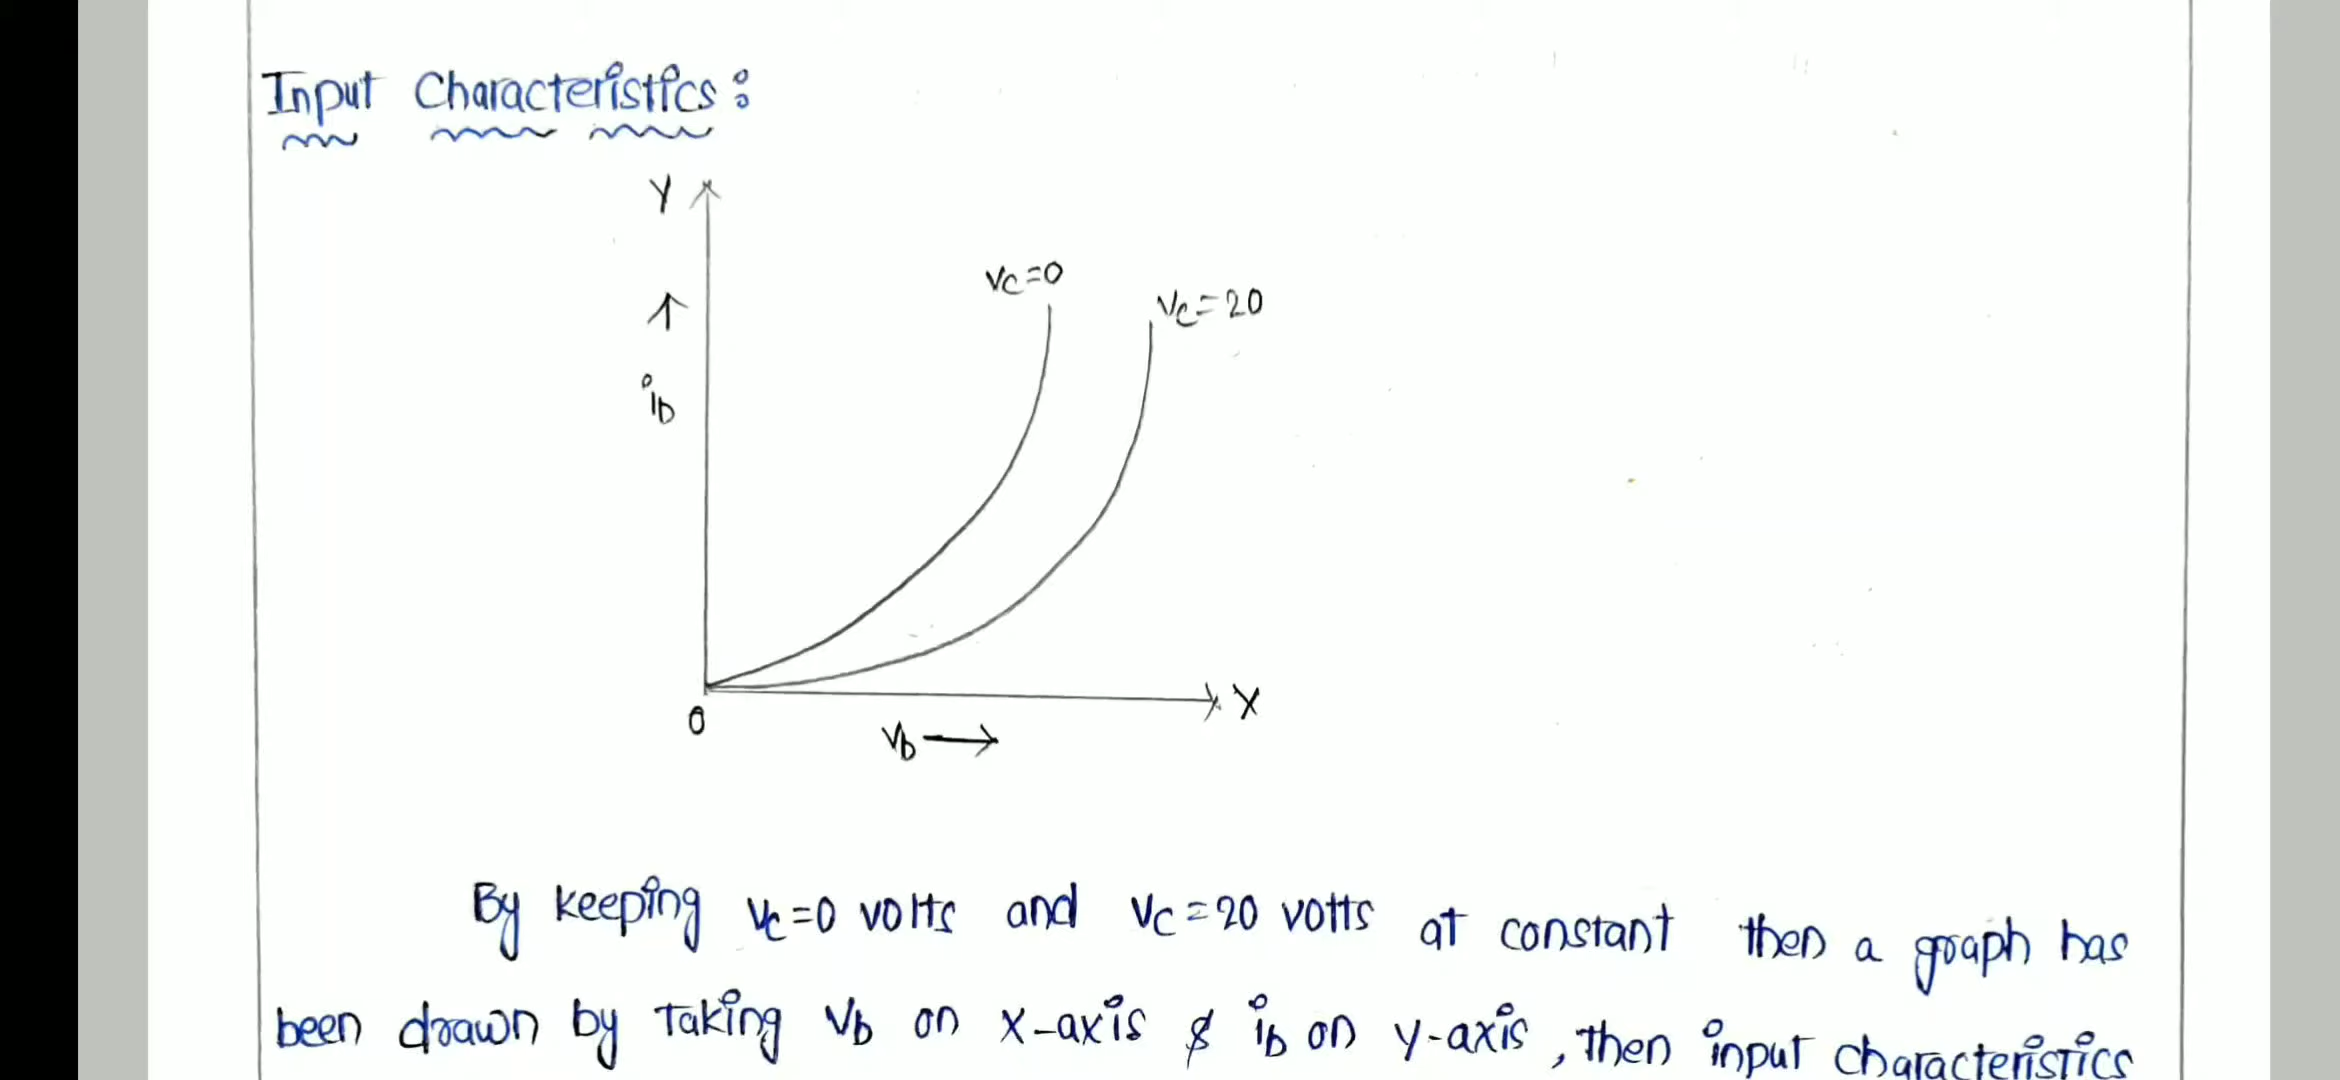 Input Characteristics:
Y
Vc=0
Vc=20
↑
ib
0
X
Vb →
By keeping Vc=0 volts and Vc=20 volts at constant then a graph has
been drawn by taking Vb on x-axis & ib on y-axis, then input characteristics